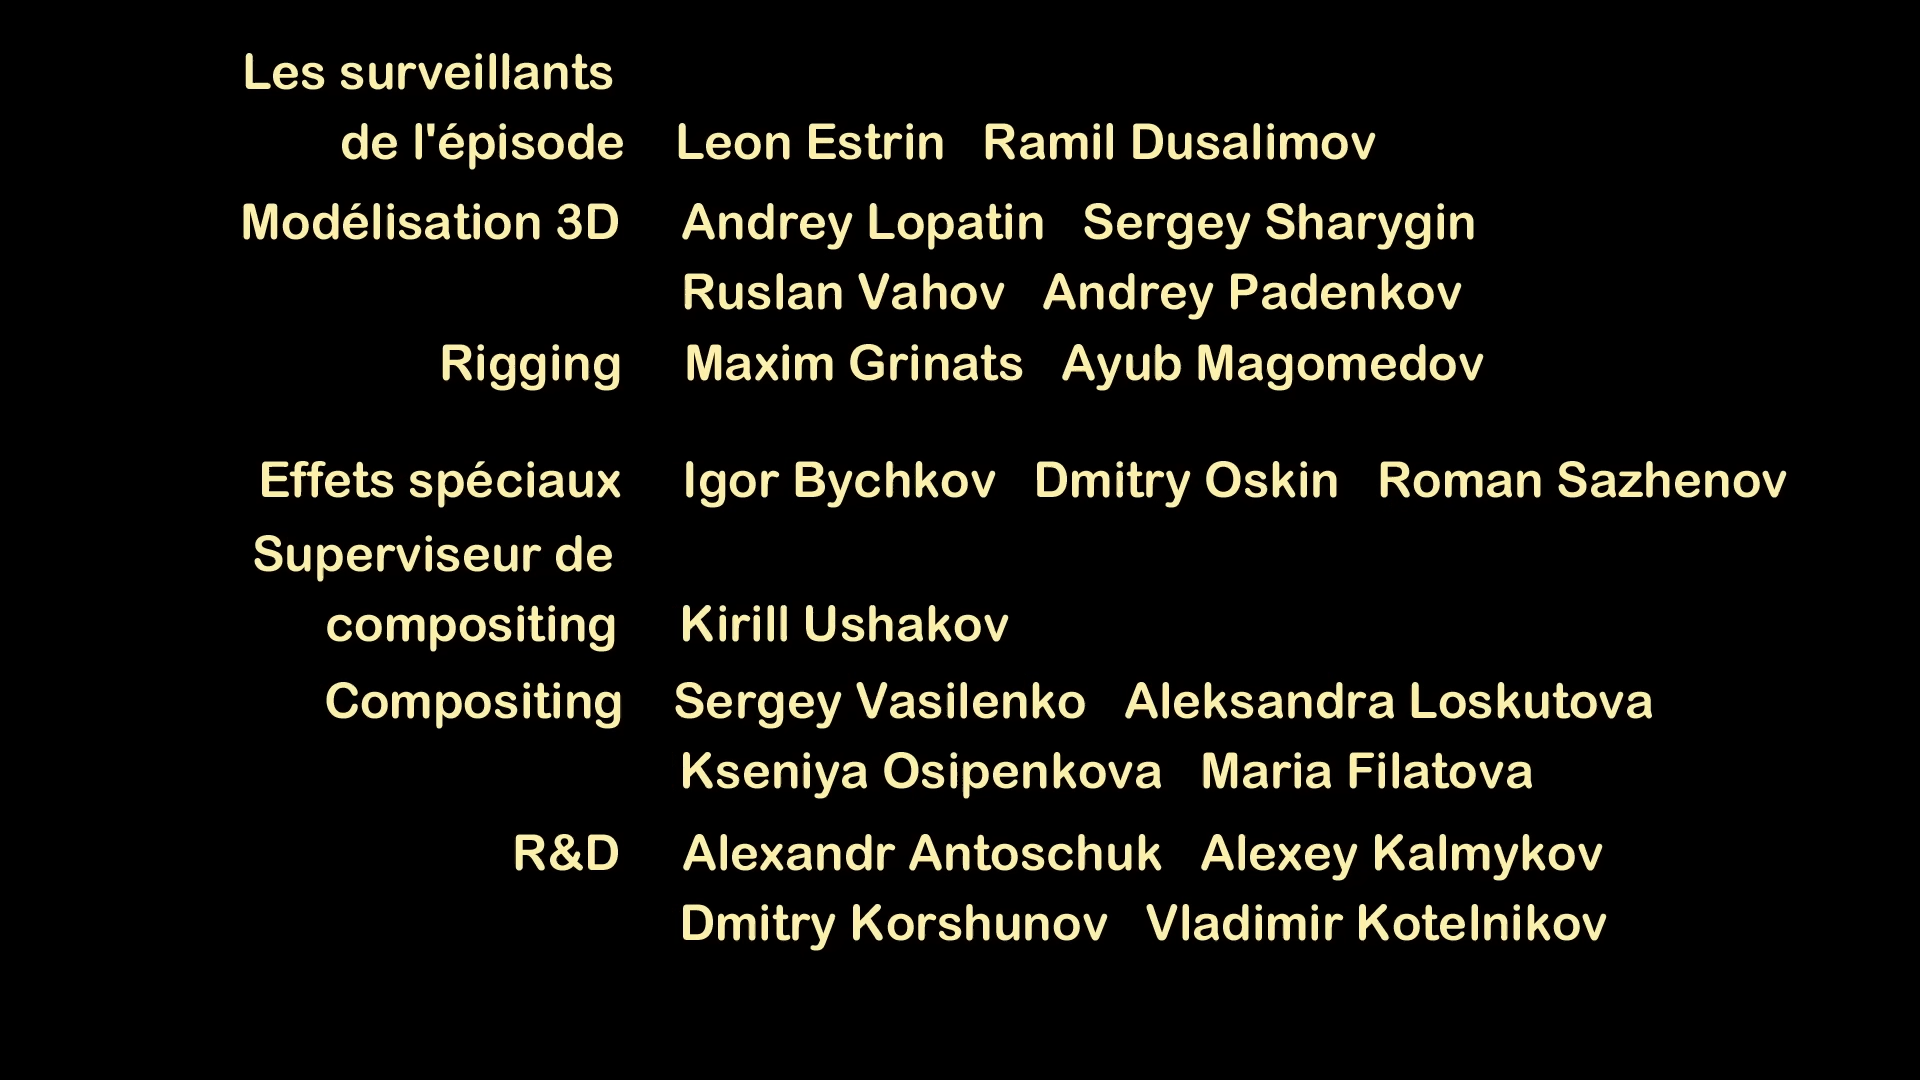 Les surveillants
de l'épisode Leon Estrin Ramil Dusalimov
Modélisation 3D Andrey Lopatin Sergey Sharygin
Ruslan Vahov Andrey Padenkov
Rigging Maxim Grinats Ayub Magomedov
Effets spéciaux Igor Bychkov Dmitry Oskin Roman Sazhenov
Superviseur de
compositing Kirill Ushakov
Compositing Sergey Vasilenko Aleksandra Loskutova
Kseniya Osipenkova Maria Filatova
R&D Alexandr Antoschuk Alexey Kalmykov
Dmitry Korshunov Vladimir Kotelnikov